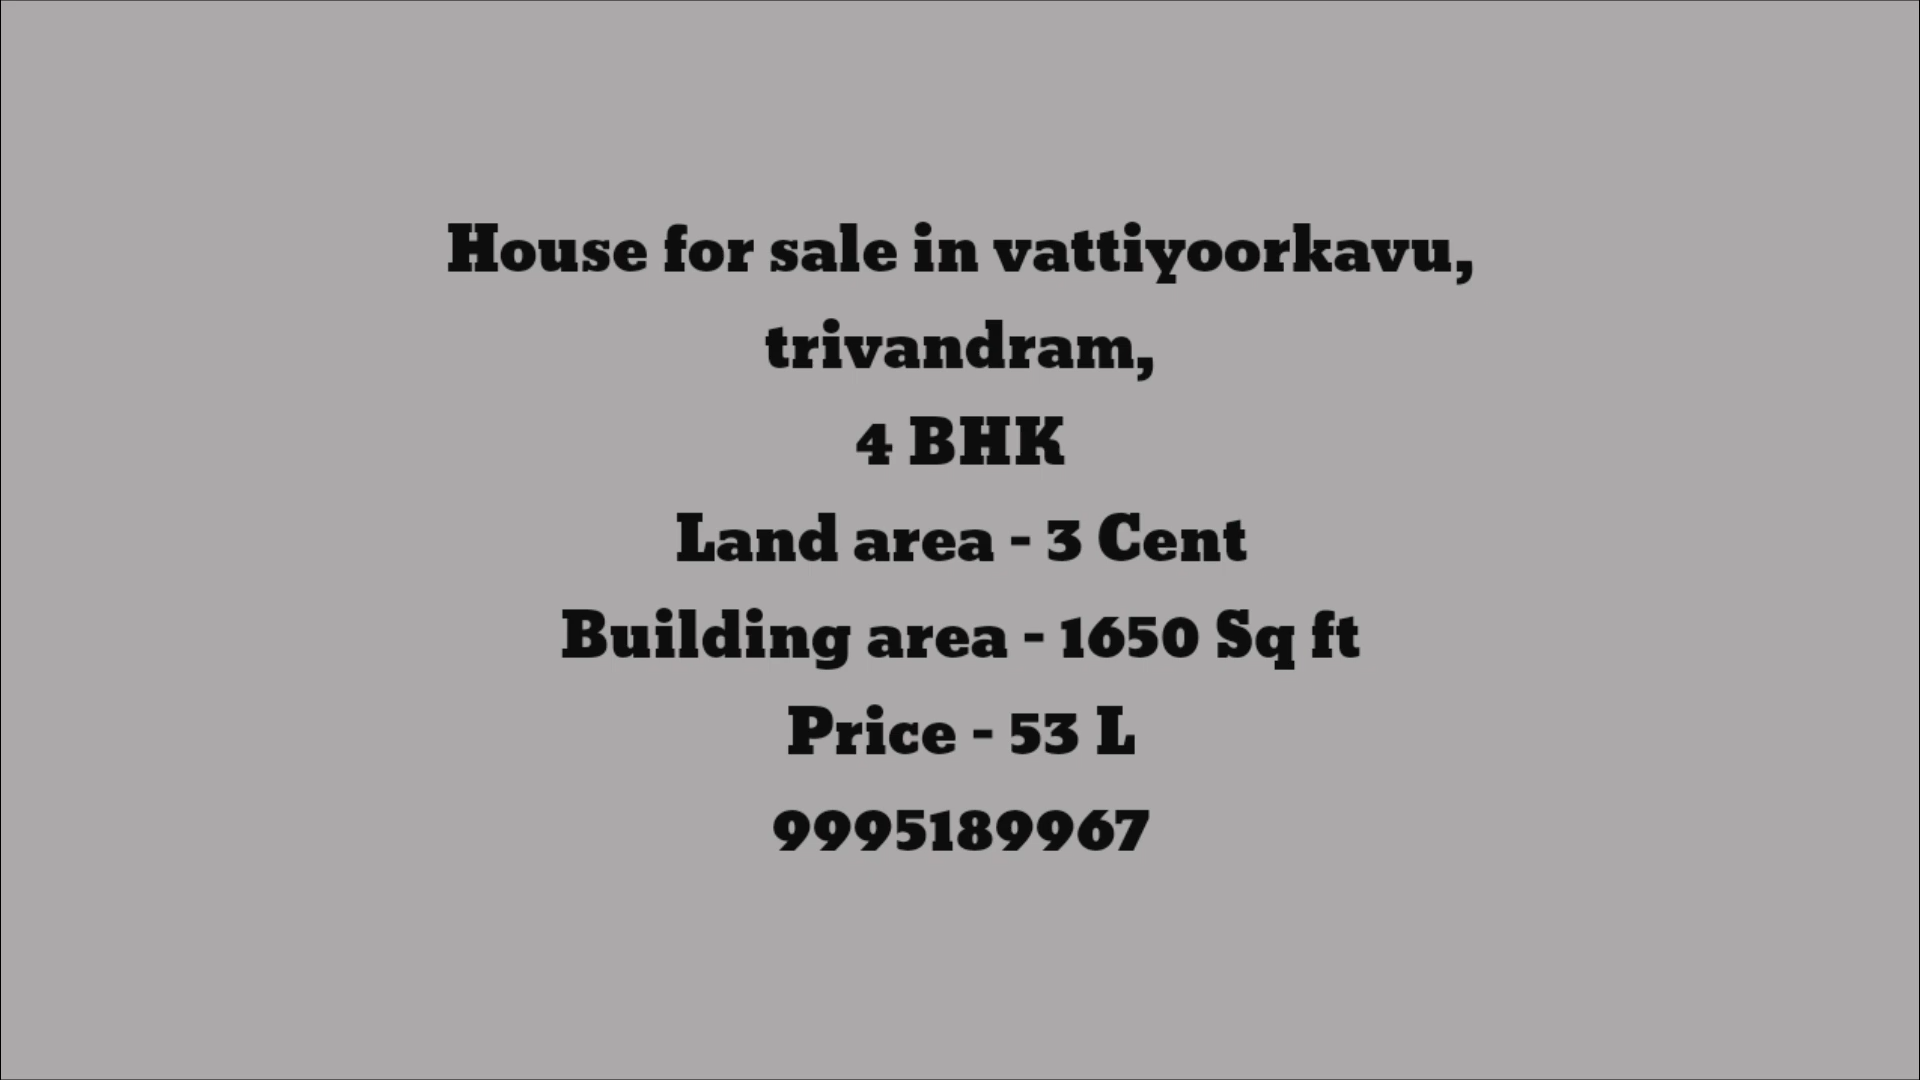 House for sale in vattiyoorkavu,
trivandram,
4 BHK
Land area - 3 Cent
Building area - 1650 Sq ft
Price - 53 L
9995189967